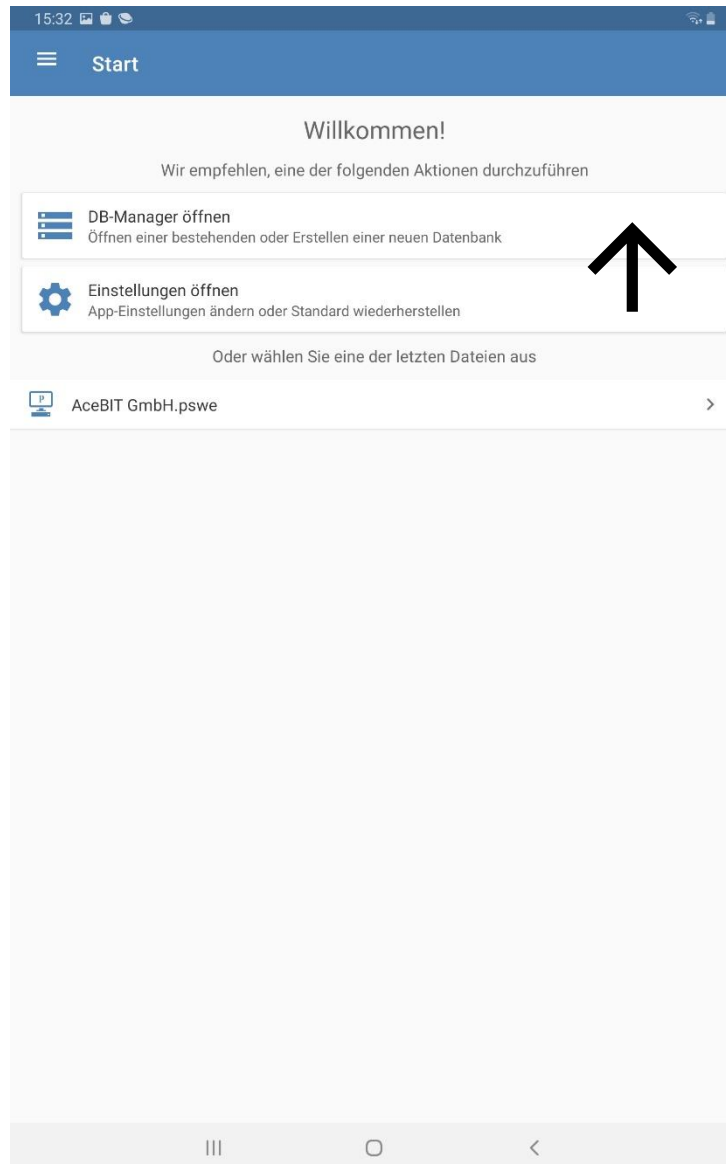 15:32
Start
Willkommen!
Wir empfehlen, eine der folgenden Aktionen durchzuführen
DB-Manager öffnen
Öffnen einer bestehenden oder Erstellen einer neuen Datenbank
Einstellungen öffnen
App-Einstellungen ändern oder Standard wiederherstellen
Oder wählen Sie eine der letzten Dateien aus
P
AceBIT GmbH.pswe